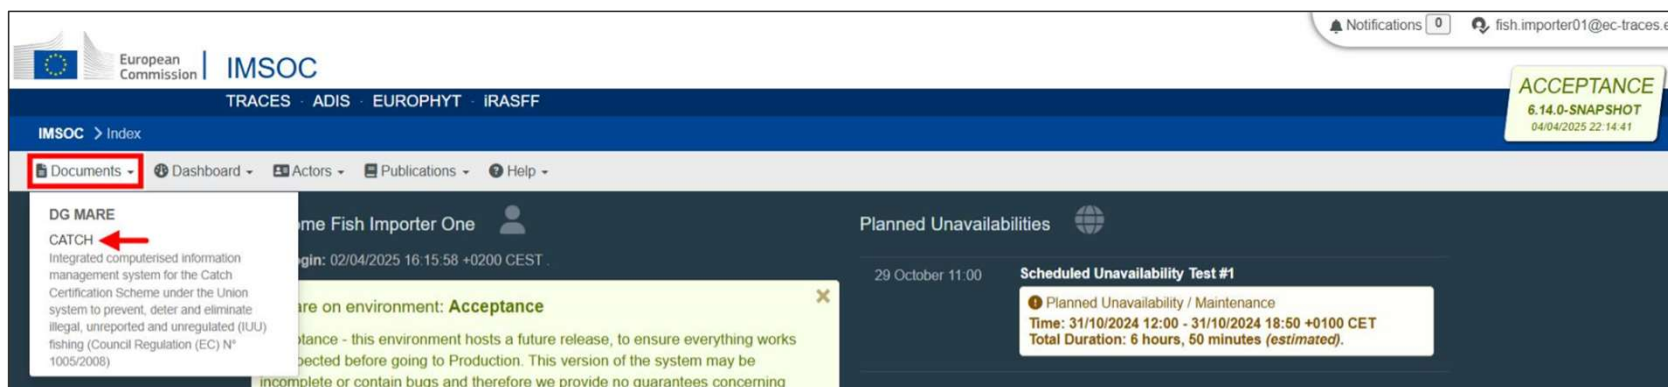 Notifications 0 fish.importer01@ec-traces.e
European
Commission
IMSOC
ACCEPTANCE
6.14.0-SNAPSHOT
04/04/2025 22:14:41
TRACES · ADIS · EUROPHYT · iRASFF
IMSOC > Index
Documents Dashboard Actors Publications Help
DG MARE
CATCH
Integrated computerised information
management system for the Catch
Certification Scheme under the Union
system to prevent, deter and eliminate
illegal, unreported and unregulated (IUU)
fishing (Council Regulation (EC) N°
1005/2008)
ome Fish Importer One
gin: 02/04/2025 16:15:58 +0200 CEST .
re on environment: Acceptance
ptance - this environment hosts a future release, to ensure everything works
pected before going to Production. This version of the system may be
incomplete or contain bugs and therefore we provide no guarantees concerning
Planned Unavailabilities
29 October 11:00
Scheduled Unavailability Test #1
Planned Unavailability / Maintenance
Time: 31/10/2024 12:00 - 31/10/2024 18:50 +0100 CET
Total Duration: 6 hours, 50 minutes (estimated).